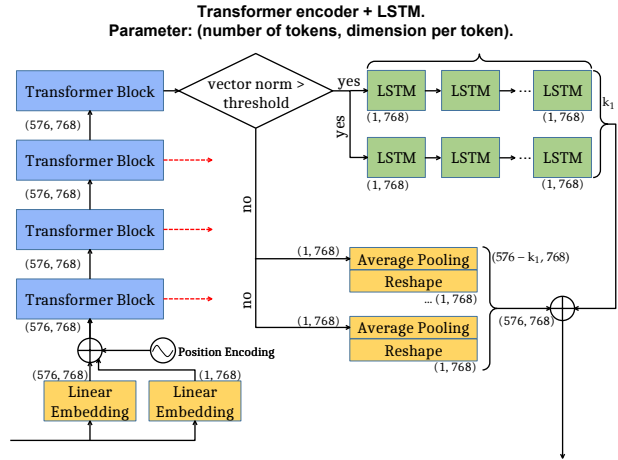 Transformer encoder + LSTM.
Parameter: (number of tokens, dimension per token).
Transformer Block
(576, 768)
Transformer Block
(576, 768)
Transformer Block
(576, 768)
Transformer Block
(576, 768)
Position Encoding
(576, 768)
(1, 768)
Linear
Embedding
Linear
Embedding
vector norm >
threshold
yes
yes
no
no
LSTM
LSTM
...
LSTM
(1, 768)
(1, 768)
k₁
LSTM
LSTM
...
LSTM
(1, 768)
(1, 768)
(1, 768)
Average Pooling
Reshape
... (1, 768)
(576 − k₁, 768)
(1, 768)
Average Pooling
Reshape
(1, 768)
(576, 768)